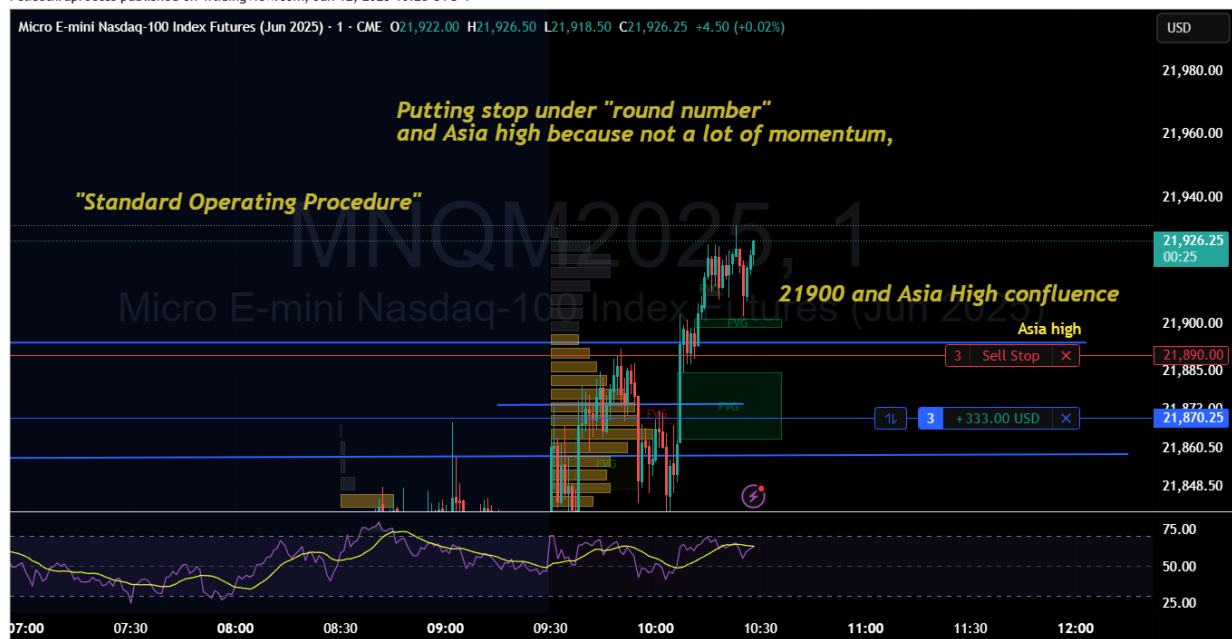 Micro E-mini Nasdaq-100 Index Futures (Jun 2025) · 1 · CME O21,922.00 H21,926.50 L21,918.50 C21,926.25 +4.50 (+0.02%)
USD
21,980.00
Putting stop under "round number"
and Asia high because not a lot of momentum,
21,960.00
"Standard Operating Procedure"
21,940.00
MNQM2025, 1
21,926.25
00:25
Micro E-mini Nasdaq-100 Index Futures (Jun 2025)
21900 and Asia High confluence
FVG
21,900.00
Asia high
3 Sell Stop
21,890.00
21,885.00
FVG
FVG
21,872.00
3 +333.00 USD
21,870.25
21,860.50
FVG
21,848.50
75.00
50.00
25.00
07:00 07:30 08:00 08:30 09:00 09:30 10:00 10:30 11:00 11:30 12:00